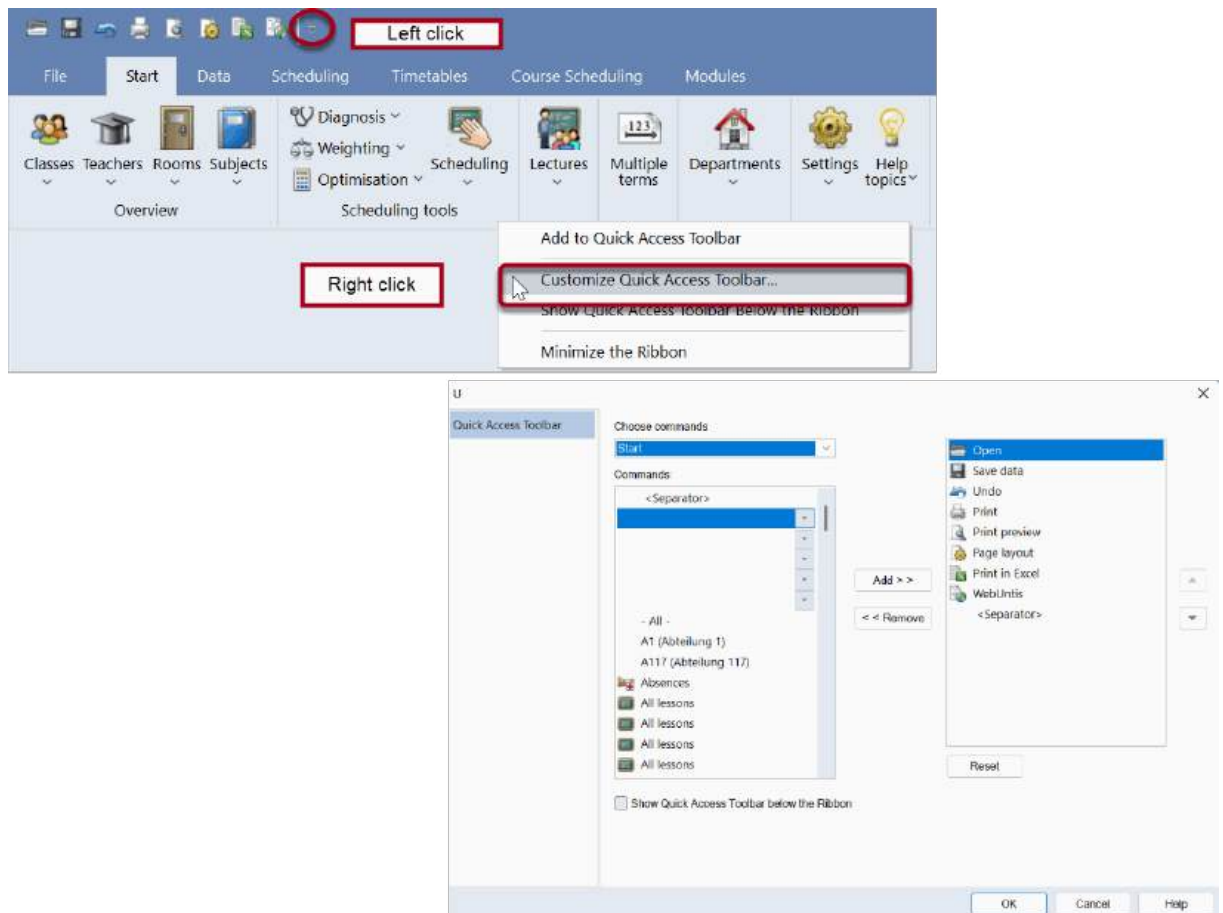 Left click
File Start Data Scheduling Timetables Course Scheduling Modules
Diagnosis
Weighting
Optimisation
Classes Teachers Rooms Subjects Scheduling Lectures Multiple terms Departments Settings Help topics
123
Overview Scheduling tools
Add to Quick Access Toolbar
Right click
Customize Quick Access Toolbar...
Show Quick Access Toolbar Below the Ribbon
Minimize the Ribbon
U
Quick Access Toolbar
Choose commands
Start
Commands
<Separator>
- All -
A1 (Abteilung 1)
A117 (Abteilung 117)
Absences
All lessons
All lessons
All lessons
All lessons
Add > >
< < Remove
Open
Save data
Undo
Print
Print preview
Page layout
Print in Excel
WebUntis
<Separator>
Reset
Show Quick Access Toolbar below the Ribbon
OK Cancel Help